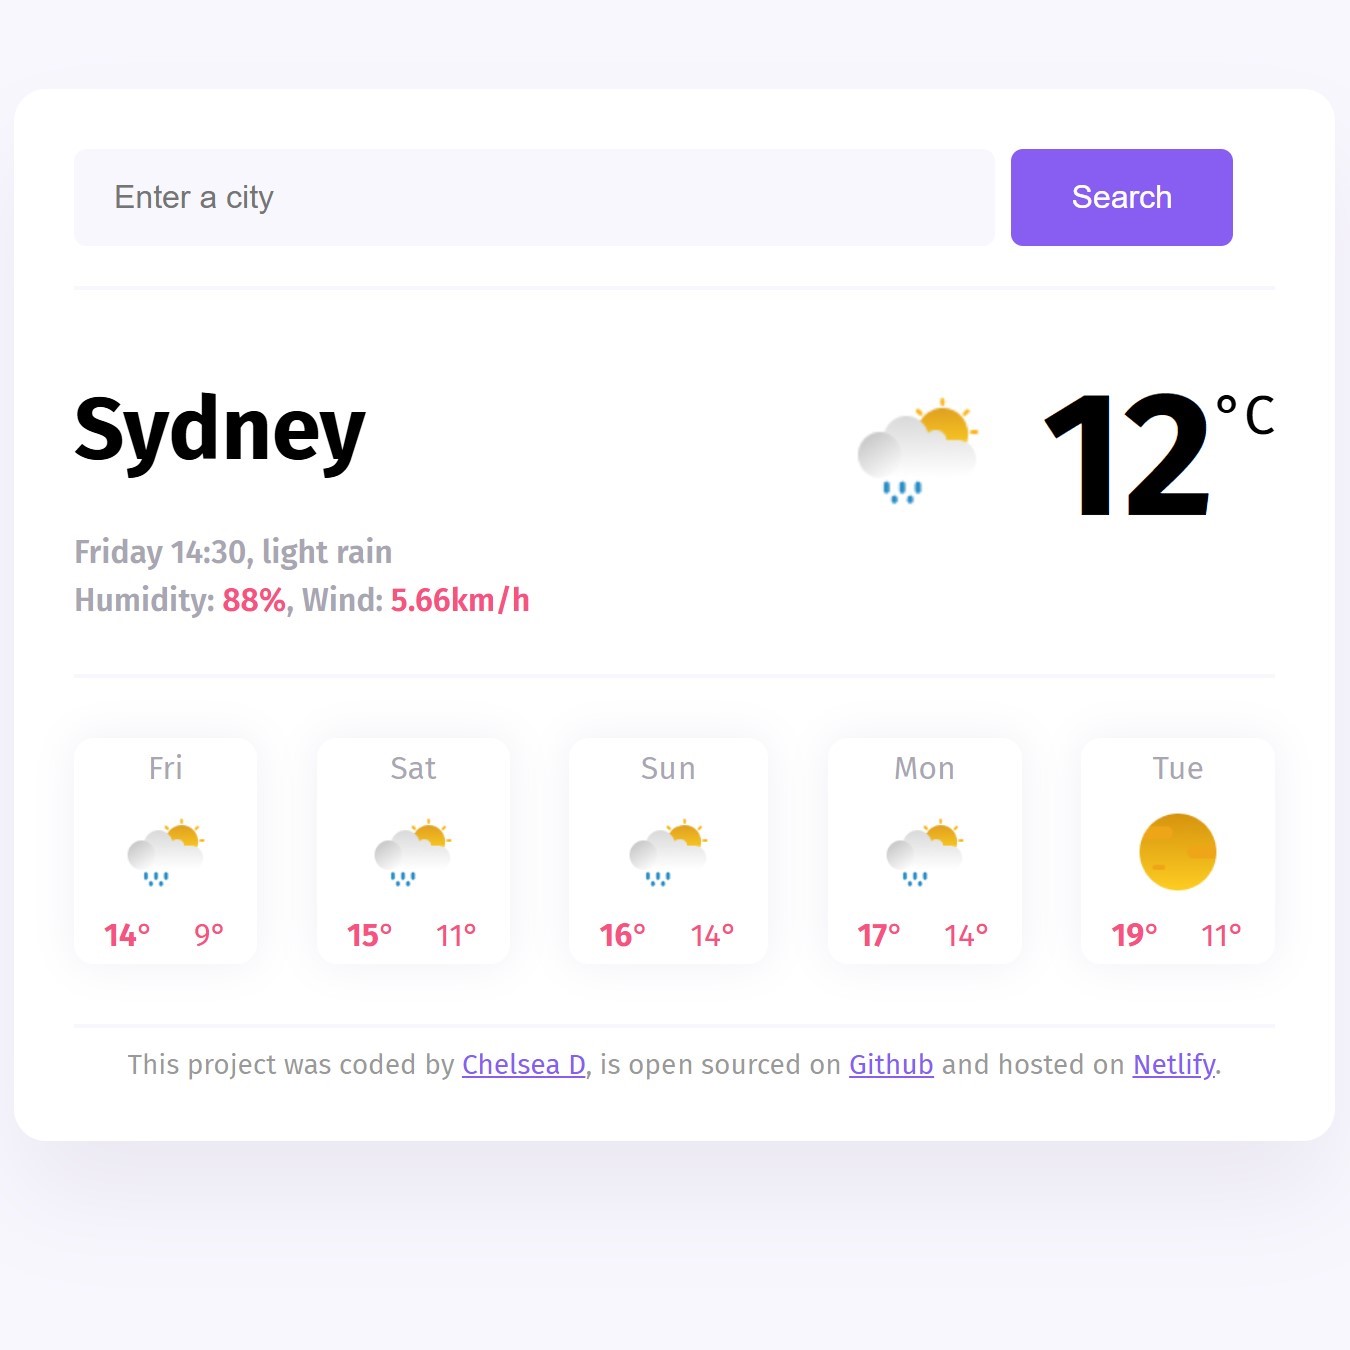 Enter a city
Search
Sydney
12°C
Friday 14:30, light rain
Humidity: 88%, Wind: 5.66km/h
Fri
14° 9°
Sat
15° 11°
Sun
16° 14°
Mon
17° 14°
Tue
19° 11°
This project was coded by Chelsea D, is open sourced on Github and hosted on Netlify.